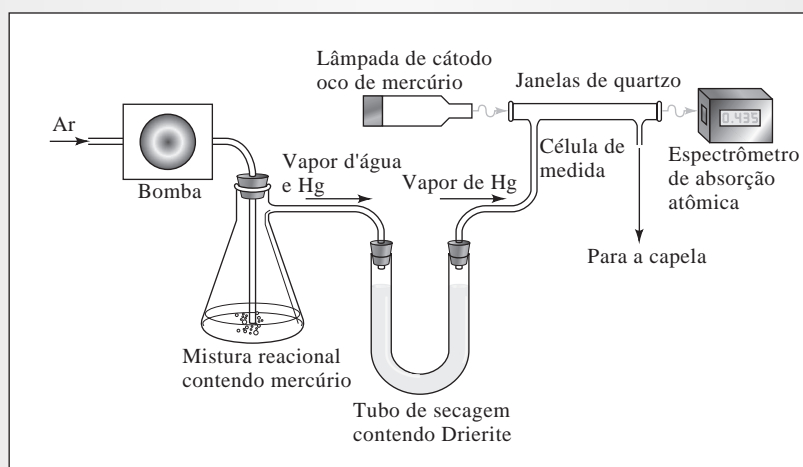 Lâmpada de cátodo
oco de mercúrio
Janelas de quartzo
Ar
Bomba
Vapor d'água
e Hg
Vapor de Hg
Célula de
medida
0.435
Espectrômetro
de absorção
atômica
Para a capela
Mistura reacional
contendo mercúrio
Tubo de secagem
contendo Drierite